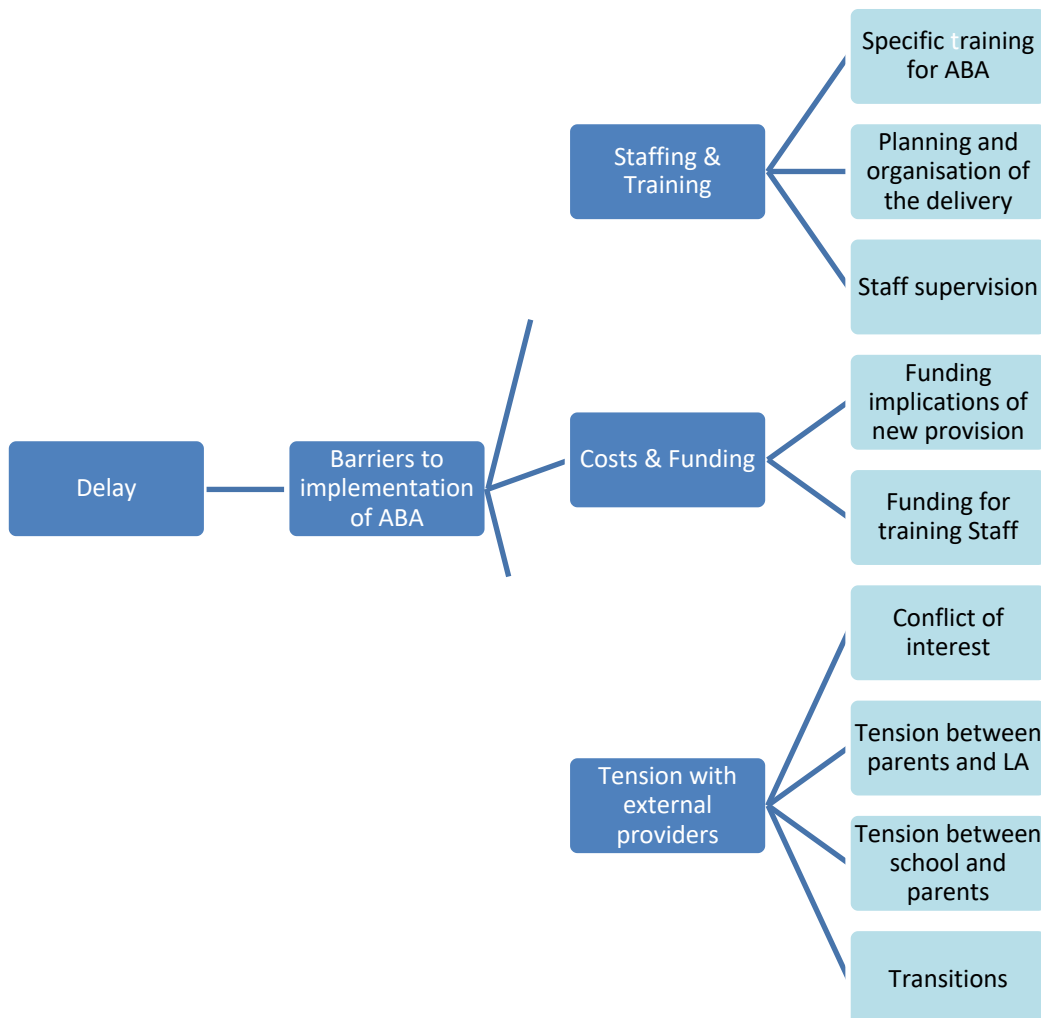 Delay
Barriers to
implementation
of ABA
Staffing &
Training
Specific training
for ABA
Planning and
organisation of
the delivery
Staff supervision
Costs & Funding
Funding
implications of
new provision
Funding for
training Staff
Tension with
external
providers
Conflict of
interest
Tension between
parents and LA
Tension between
school and
parents
Transitions